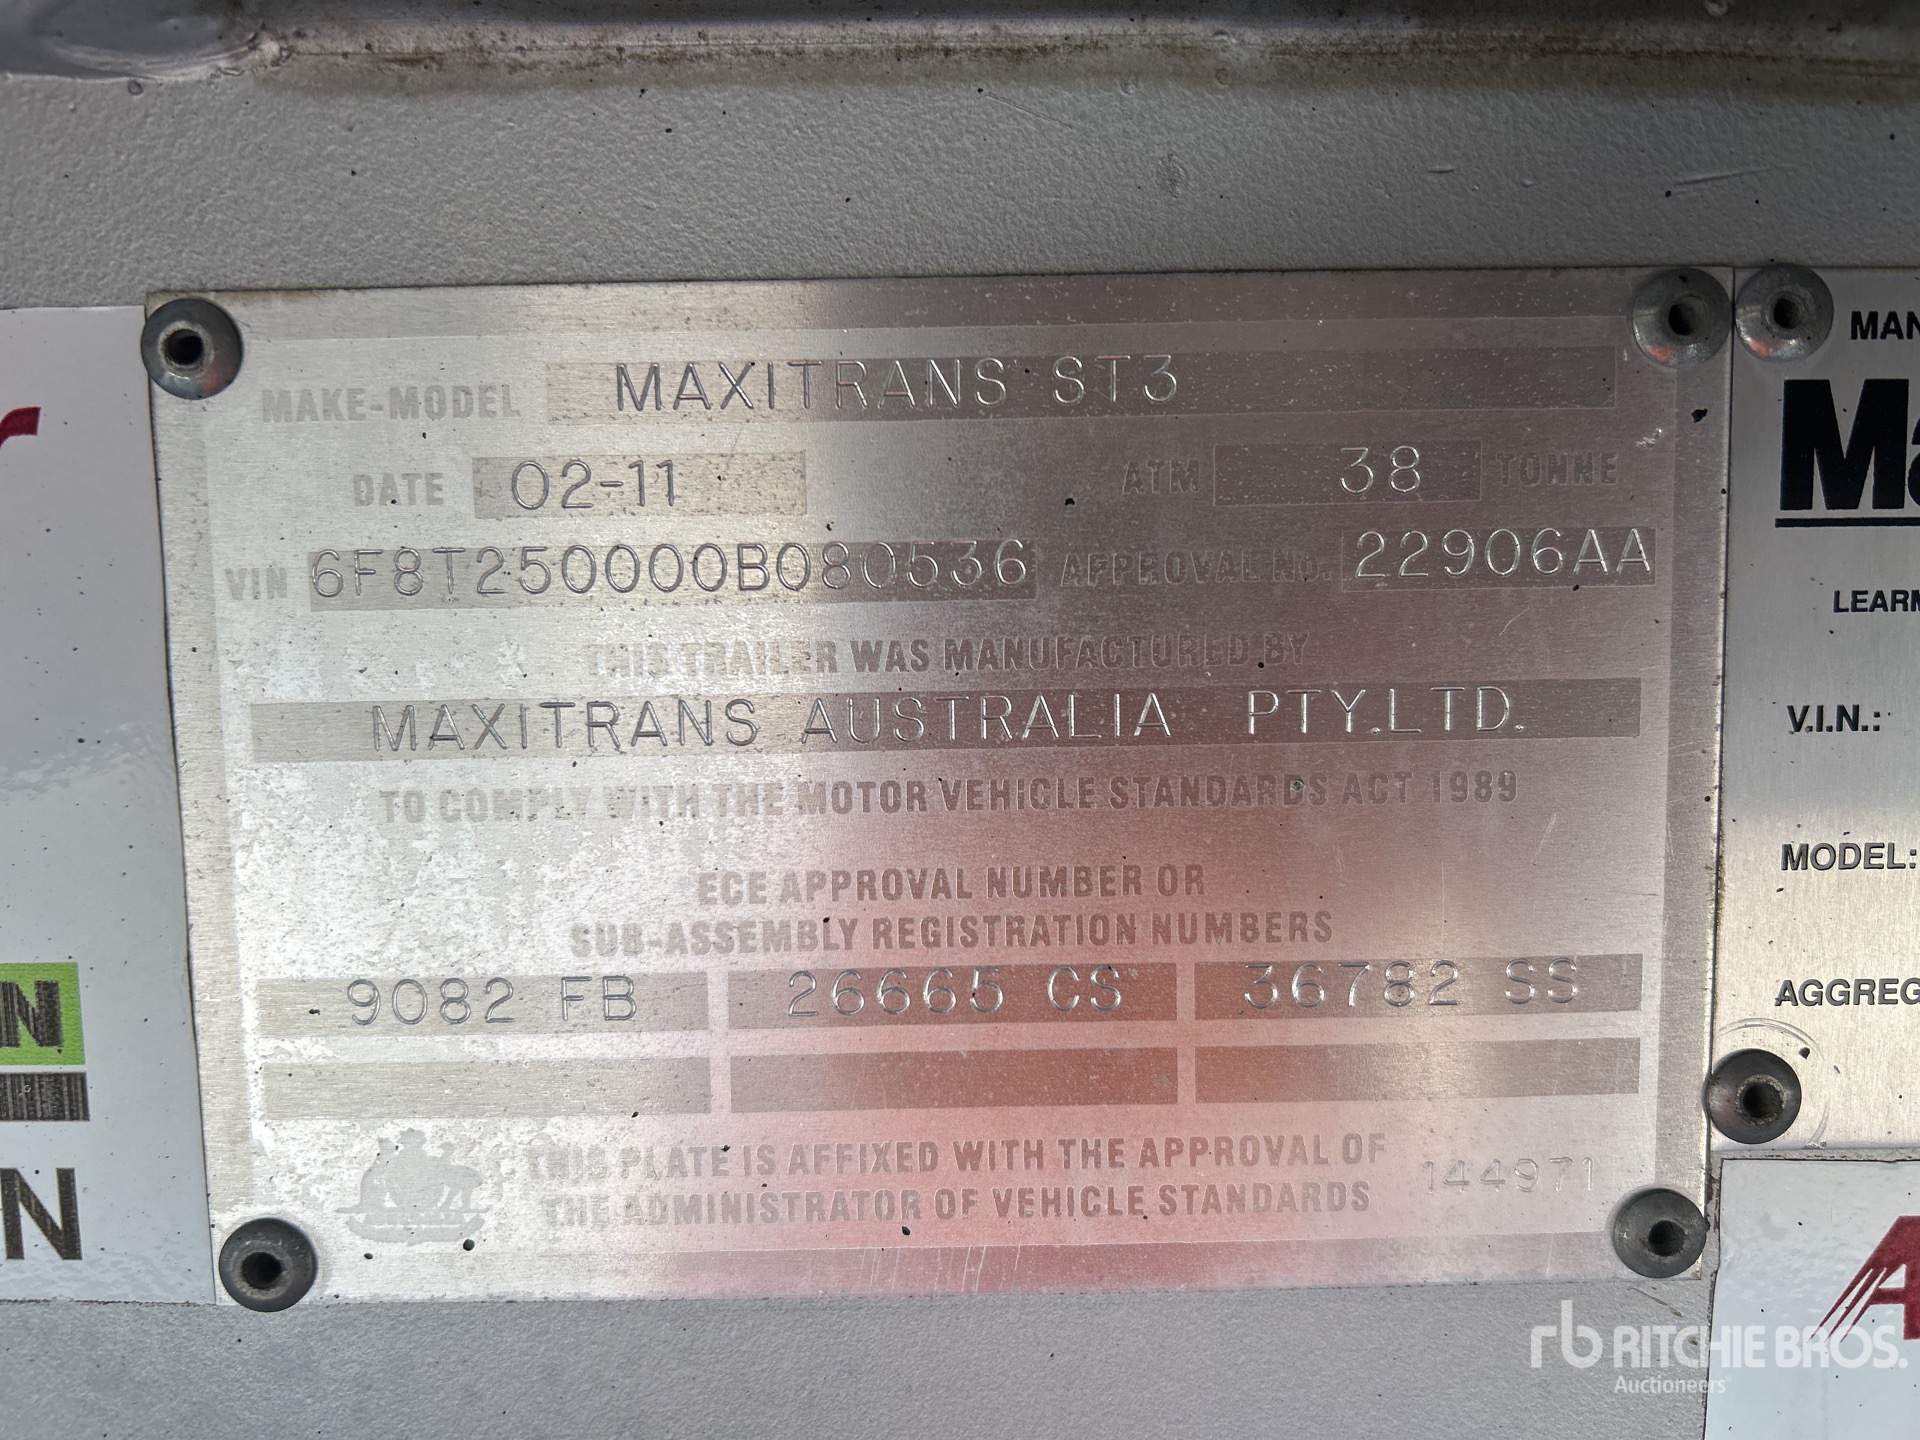 MAKE-MODEL MAXITRANS ST3
DATE 02-11 ATM 38 TONNE
VIN 6F8T250000B080536 APPROVAL No. 22906AA
THIS TRAILER WAS MANUFACTURED BY
MAXITRANS AUSTRALIA PTY.LTD.
TO COMPLY WITH THE MOTOR VEHICLE STANDARDS ACT 1989
ECE APPROVAL NUMBER OR
SUB-ASSEMBLY REGISTRATION NUMBERS
9082 FB 26665 CS 36782 SS
THIS PLATE IS AFFIXED WITH THE APPROVAL OF
THE ADMINISTRATOR OF VEHICLE STANDARDS 144971
MAN
Ma
LEARM
V.I.N.:
MODEL:
AGGREG
N
N
A
rb RITCHIE BROS.
Auctioneers